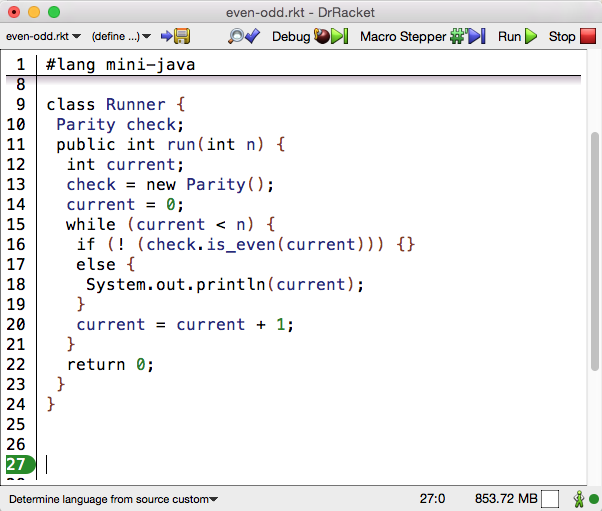 even-odd.rkt - DrRacket
even-odd.rkt (define ...) Debug Macro Stepper Run Stop
1 #lang mini-java
8
9 class Runner {
10 Parity check;
11 public int run(int n) {
12 int current;
13 check = new Parity();
14 current = 0;
15 while (current < n) {
16 if (! (check.is_even(current))) {}
17 else {
18 System.out.println(current);
19 }
20 current = current + 1;
21 }
22 return 0;
23 }
24 }
25
26
27
Determine language from source custom 27:0 853.72 MB